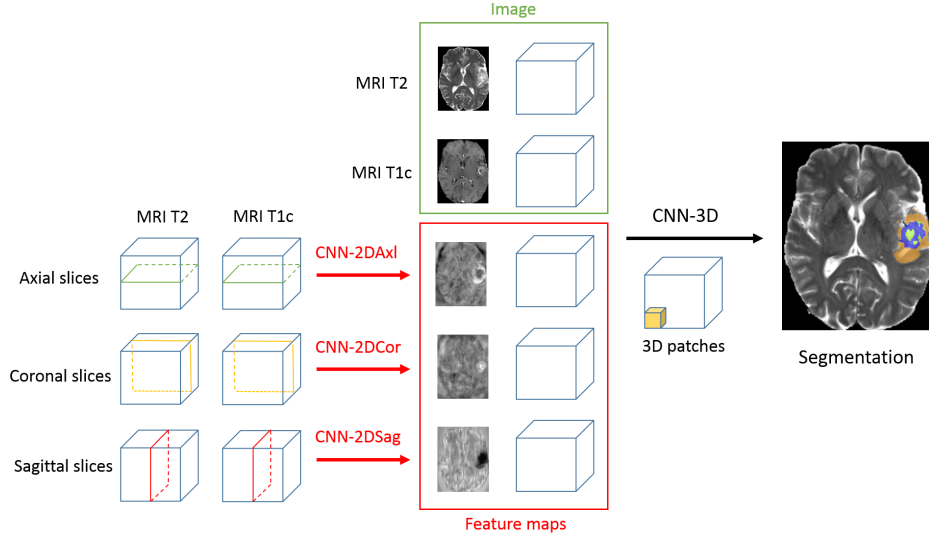 Image
MRI T2
MRI T1c
MRI T2
MRI T1c
CNN-3D
Axial slices
CNN-2DAxl
3D patches
Segmentation
Coronal slices
CNN-2DCor
Sagittal slices
CNN-2DSag
Feature maps